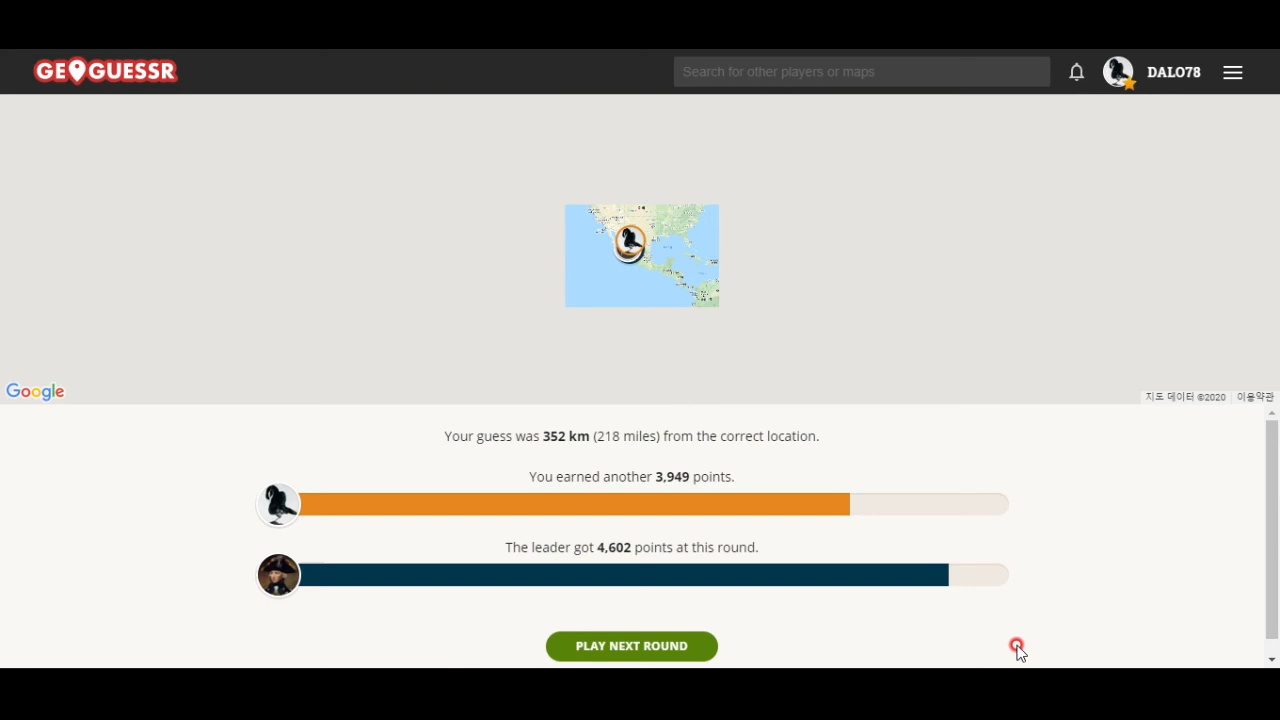 GEOGUESSR
Search for other players or maps
DALO78
Google
지도 데이터 ©2020
이용약관
Your guess was 352 km (218 miles) from the correct location.
You earned another 3,949 points.
The leader got 4,602 points at this round.
PLAY NEXT ROUND